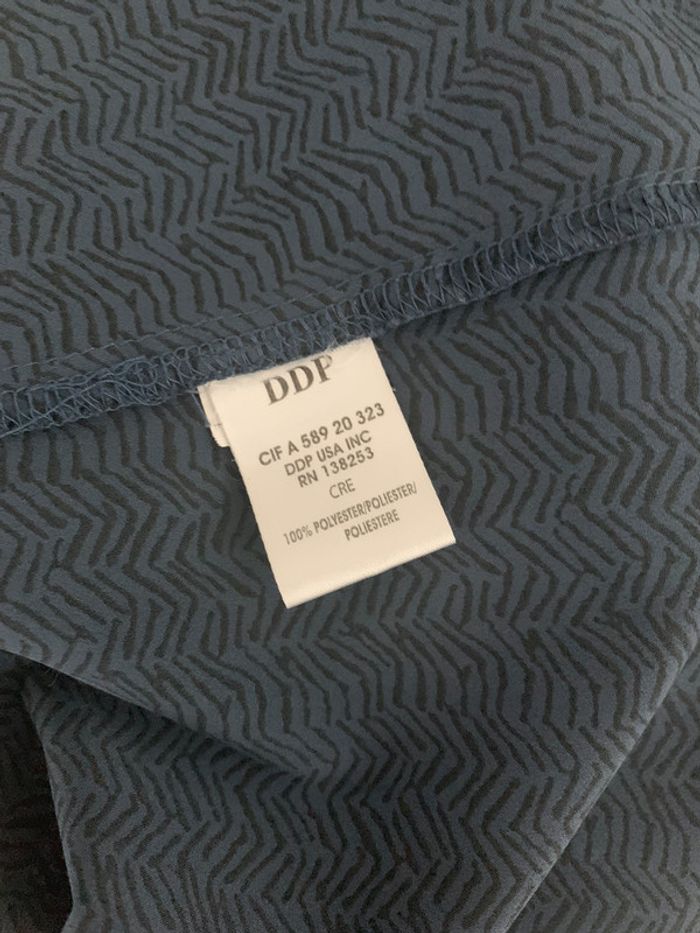 DDP
CIF A 589 20 323
DDP USA INC
RN 138253
CRE
100% POLYESTER/POLIESTER/
POLIESTERE